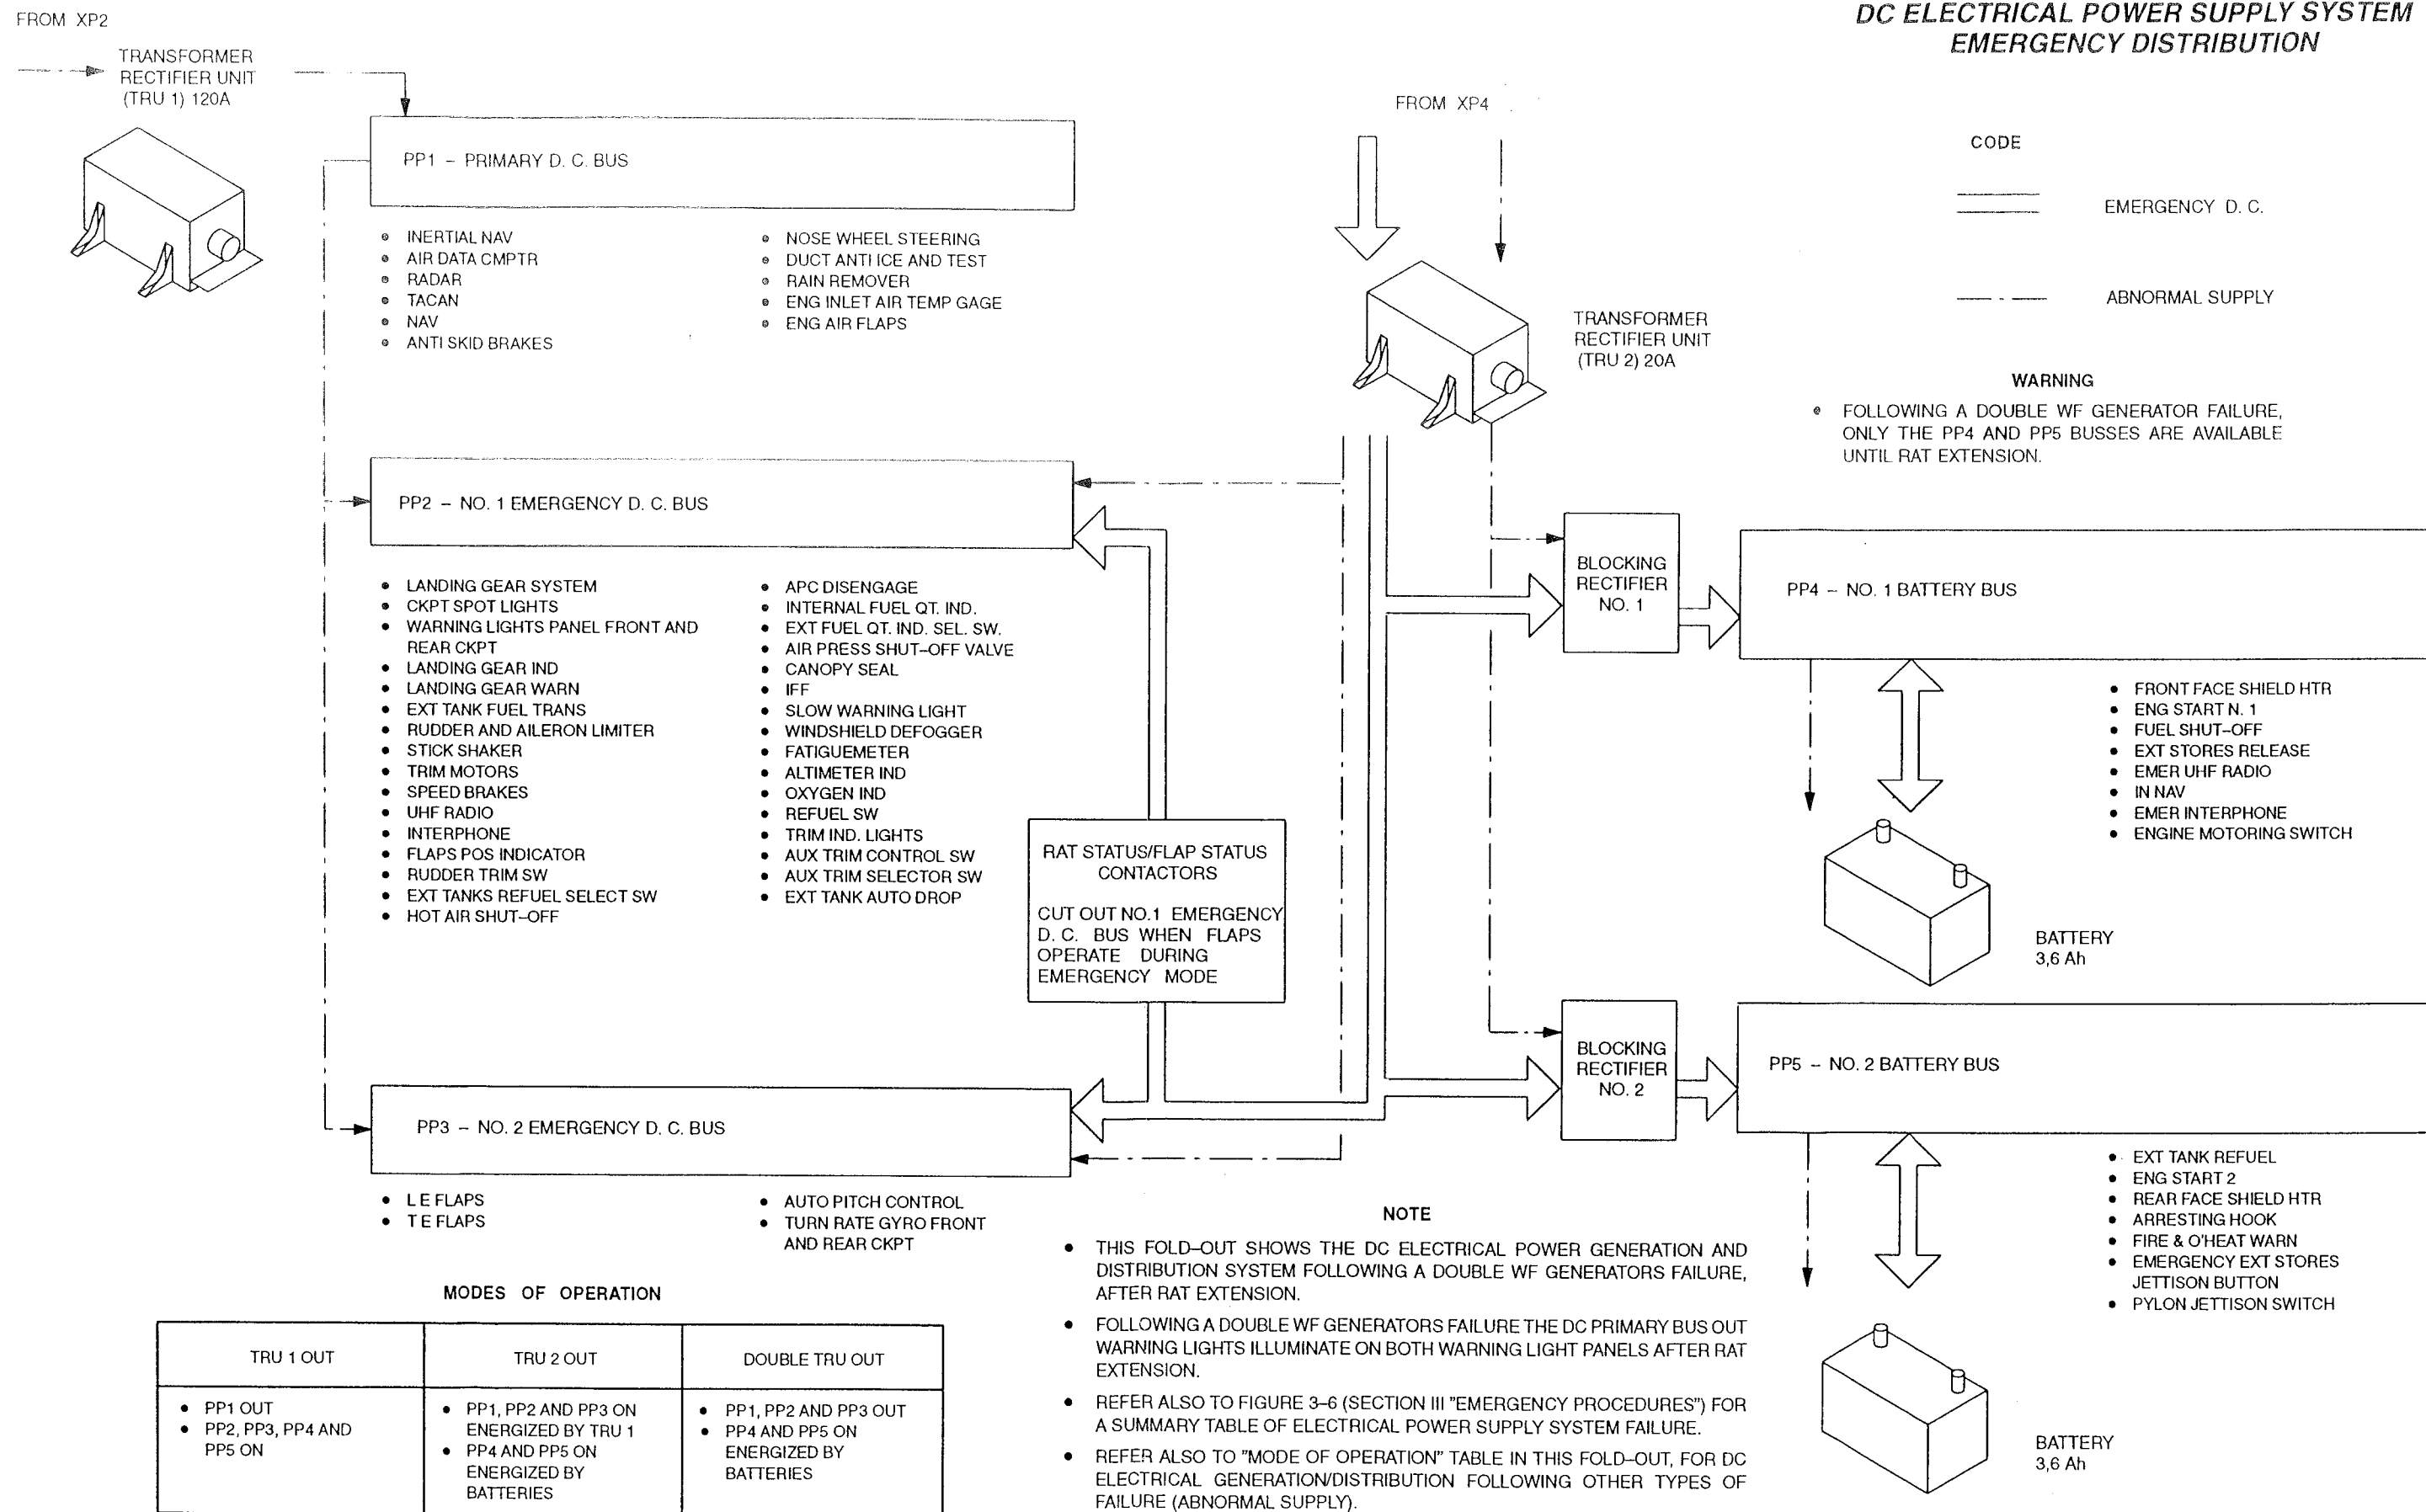 DC ELECTRICAL POWER SUPPLY SYSTEM
EMERGENCY DISTRIBUTION
FROM XP2
TRANSFORMER
RECTIFIER UNIT
(TRU 1) 120A
PP1 – PRIMARY D. C. BUS
INERTIAL NAV
AIR DATA CMPTR
RADAR
TACAN
NAV
ANTI SKID BRAKES
NOSE WHEEL STEERING
DUCT ANTI ICE AND TEST
RAIN REMOVER
ENG INLET AIR TEMP GAGE
ENG AIR FLAPS
FROM XP4
TRANSFORMER
RECTIFIER UNIT
(TRU 2) 20A
CODE
EMERGENCY D. C.
ABNORMAL SUPPLY
WARNING
FOLLOWING A DOUBLE WF GENERATOR FAILURE,
ONLY THE PP4 AND PP5 BUSSES ARE AVAILABLE
UNTIL RAT EXTENSION.
PP2 – NO. 1 EMERGENCY D. C. BUS
LANDING GEAR SYSTEM
CKPT SPOT LIGHTS
WARNING LIGHTS PANEL FRONT AND
REAR CKPT
LANDING GEAR IND
LANDING GEAR WARN
EXT TANK FUEL TRANS
RUDDER AND AILERON LIMITER
STICK SHAKER
TRIM MOTORS
SPEED BRAKES
UHF RADIO
INTERPHONE
FLAPS POS INDICATOR
RUDDER TRIM SW
EXT TANKS REFUEL SELECT SW
HOT AIR SHUT–OFF
APC DISENGAGE
INTERNAL FUEL QT. IND.
EXT FUEL QT. IND. SEL. SW.
AIR PRESS SHUT–OFF VALVE
CANOPY SEAL
IFF
SLOW WARNING LIGHT
WINDSHIELD DEFOGGER
FATIGUEMETER
ALTIMETER IND
OXYGEN IND
REFUEL SW
TRIM IND. LIGHTS
AUX TRIM CONTROL SW
AUX TRIM SELECTOR SW
EXT TANK AUTO DROP
RAT STATUS/FLAP STATUS
CONTACTORS
CUT OUT NO.1 EMERGENCY
D. C. BUS WHEN FLAPS
OPERATE DURING
EMERGENCY MODE
BLOCKING
RECTIFIER
NO. 1
PP4 – NO. 1 BATTERY BUS
FRONT FACE SHIELD HTR
ENG START N. 1
FUEL SHUT–OFF
EXT STORES RELEASE
EMER UHF RADIO
IN NAV
EMER INTERPHONE
ENGINE MOTORING SWITCH
BATTERY
3,6 Ah
BLOCKING
RECTIFIER
NO. 2
PP5 – NO. 2 BATTERY BUS
EXT TANK REFUEL
ENG START 2
REAR FACE SHIELD HTR
ARRESTING HOOK
FIRE & O'HEAT WARN
EMERGENCY EXT STORES
JETTISON BUTTON
PYLON JETTISON SWITCH
BATTERY
3,6 Ah
PP3 – NO. 2 EMERGENCY D. C. BUS
L E FLAPS
T E FLAPS
AUTO PITCH CONTROL
TURN RATE GYRO FRONT
AND REAR CKPT
NOTE
THIS FOLD–OUT SHOWS THE DC ELECTRICAL POWER GENERATION AND
DISTRIBUTION SYSTEM FOLLOWING A DOUBLE WF GENERATORS FAILURE,
AFTER RAT EXTENSION.
FOLLOWING A DOUBLE WF GENERATORS FAILURE THE DC PRIMARY BUS OUT
WARNING LIGHTS ILLUMINATE ON BOTH WARNING LIGHT PANELS AFTER RAT
EXTENSION.
REFER ALSO TO FIGURE 3–6 (SECTION III "EMERGENCY PROCEDURES") FOR
A SUMMARY TABLE OF ELECTRICAL POWER SUPPLY SYSTEM FAILURE.
REFER ALSO TO "MODE OF OPERATION" TABLE IN THIS FOLD–OUT, FOR DC
ELECTRICAL GENERATION/DISTRIBUTION FOLLOWING OTHER TYPES OF
FAILURE (ABNORMAL SUPPLY).
MODES OF OPERATION
TRU 1 OUT
TRU 2 OUT
DOUBLE TRU OUT
PP1 OUT
PP2, PP3, PP4 AND
PP5 ON
PP1, PP2 AND PP3 ON
ENERGIZED BY TRU 1
PP4 AND PP5 ON
ENERGIZED BY
BATTERIES
PP1, PP2 AND PP3 OUT
PP4 AND PP5 ON
ENERGIZED BY
BATTERIES